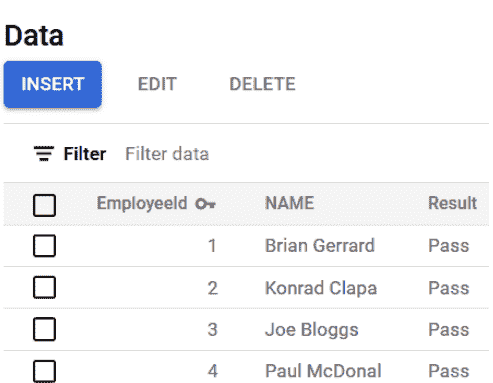 Data
INSERT EDIT DELETE
Filter Filter data
EmployeeId NAME Result
1 Brian Gerrard Pass
2 Konrad Clapa Pass
3 Joe Bloggs Pass
4 Paul McDonal Pass